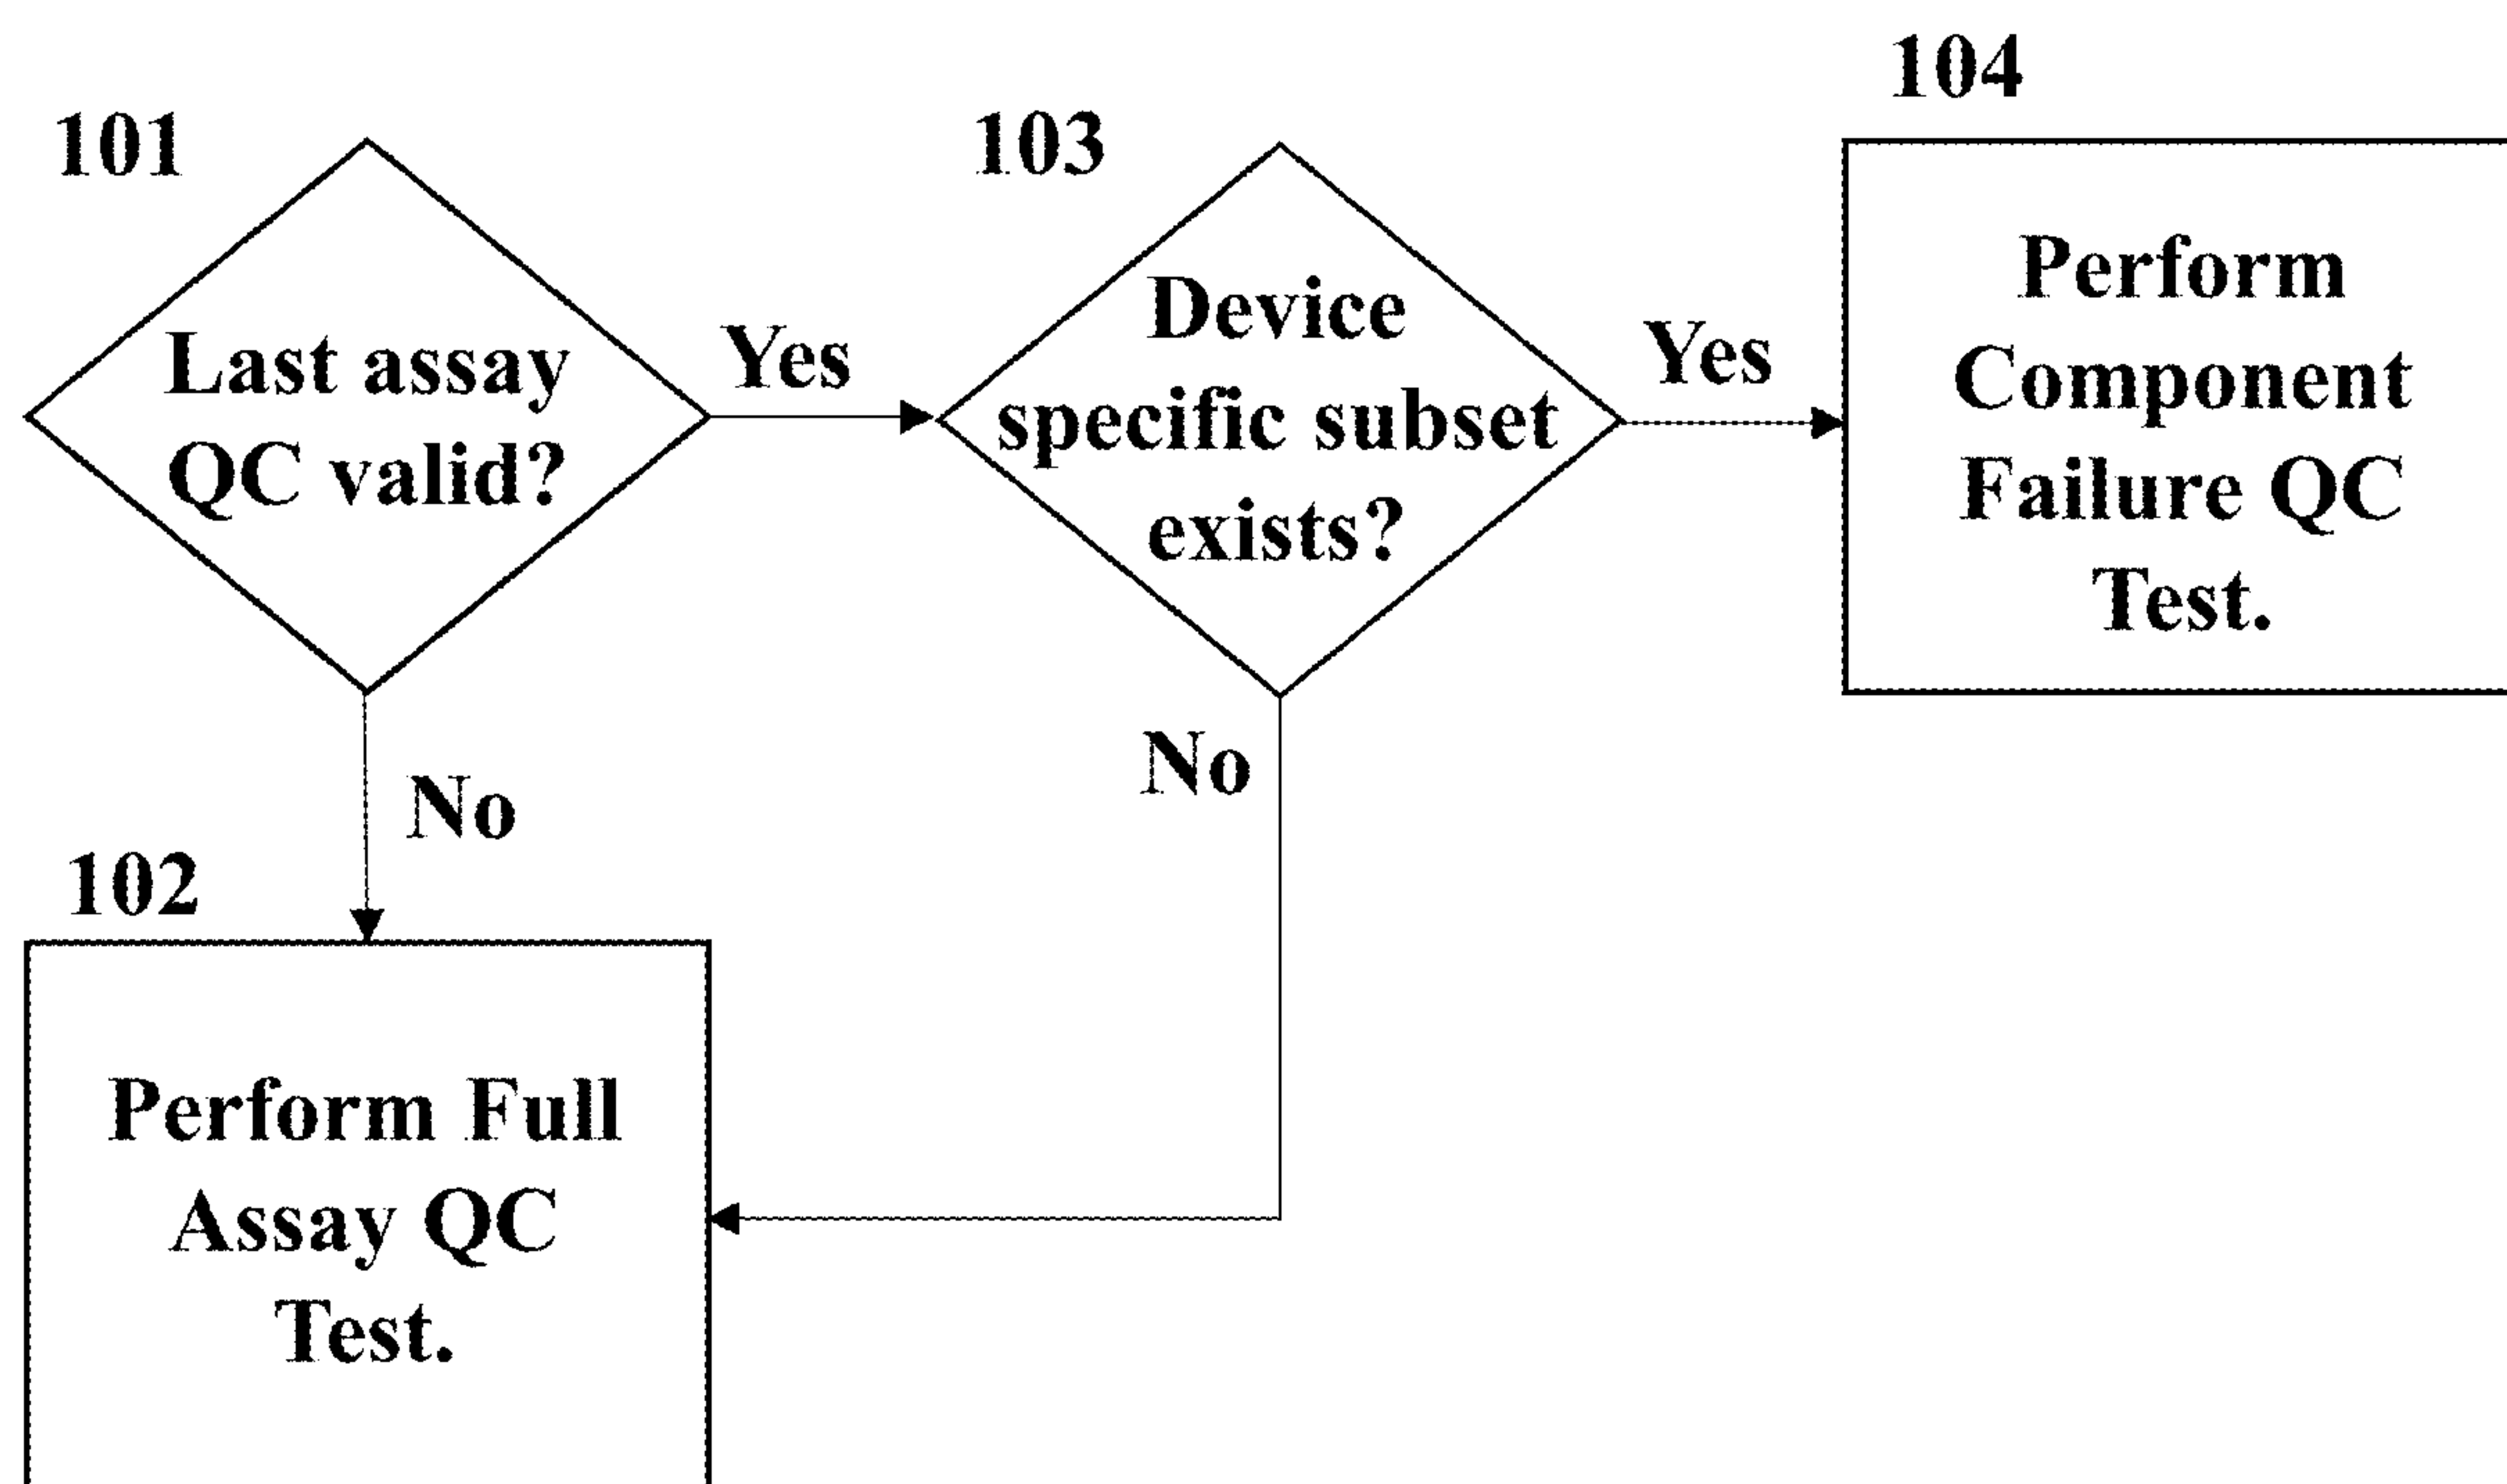 101
Last assay
QC valid?
Yes
103
Device
specific subset
exists?
Yes
104
Perform
Component
Failure QC
Test.
No
No
102
Perform Full
Assay QC
Test.